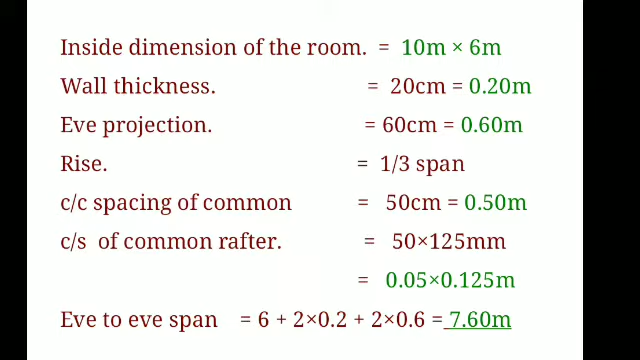 Inside dimension of the room. = 10m × 6m
Wall thickness. = 20cm = 0.20m
Eve projection. = 60cm = 0.60m
Rise. = 1/3 span
c/c spacing of common = 50cm = 0.50m
c/s of common rafter. = 50×125mm
= 0.05×0.125m
Eve to eve span = 6 + 2×0.2 + 2×0.6 = 7.60m